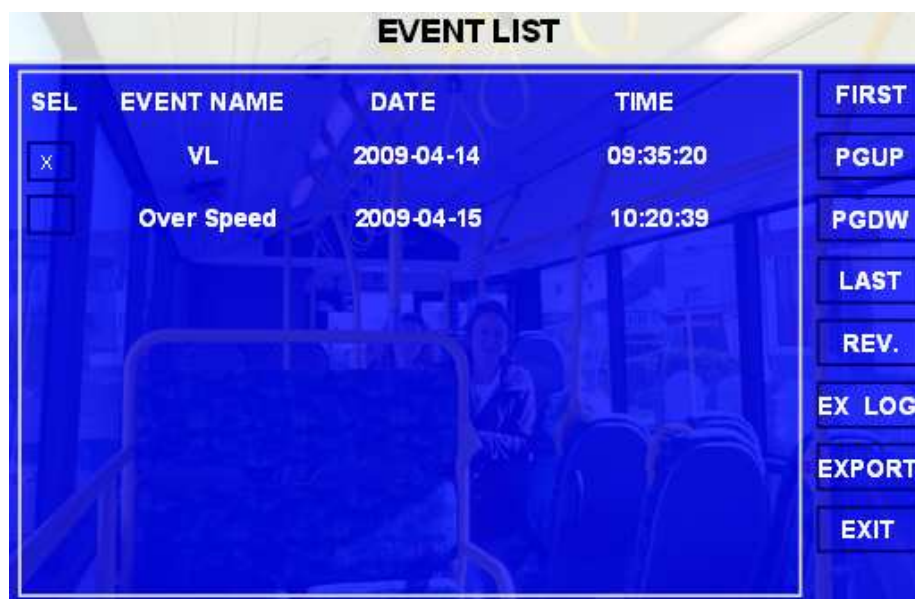 EVENT LIST
SEL EVENT NAME DATE TIME
X VL 2009-04-14 09:35:20
Over Speed 2009-04-15 10:20:39
FIRST
PGUP
PGDW
LAST
REV.
EX LOG
EXPORT
EXIT